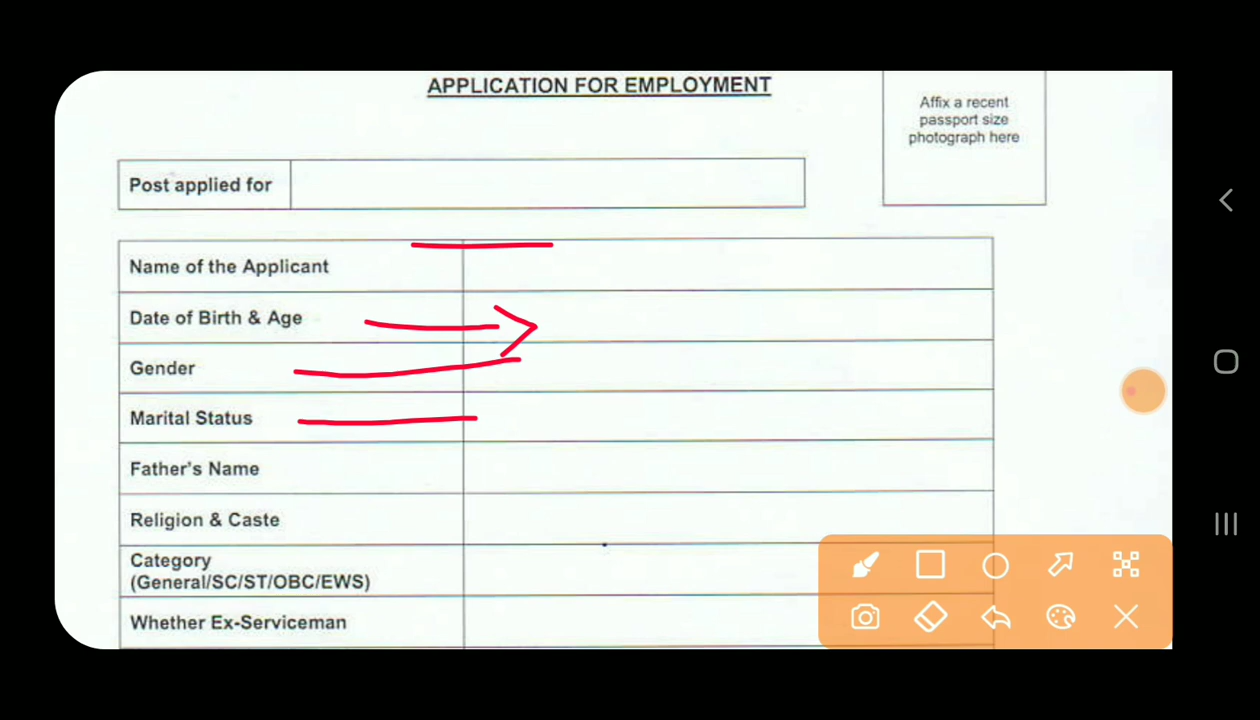 APPLICATION FOR EMPLOYMENT
Affix a recent
passport size
photograph here
Post applied for
Name of the Applicant
Date of Birth & Age
Gender
Marital Status
Father's Name
Religion & Caste
Category
(General/SC/ST/OBC/EWS)
Whether Ex-Serviceman